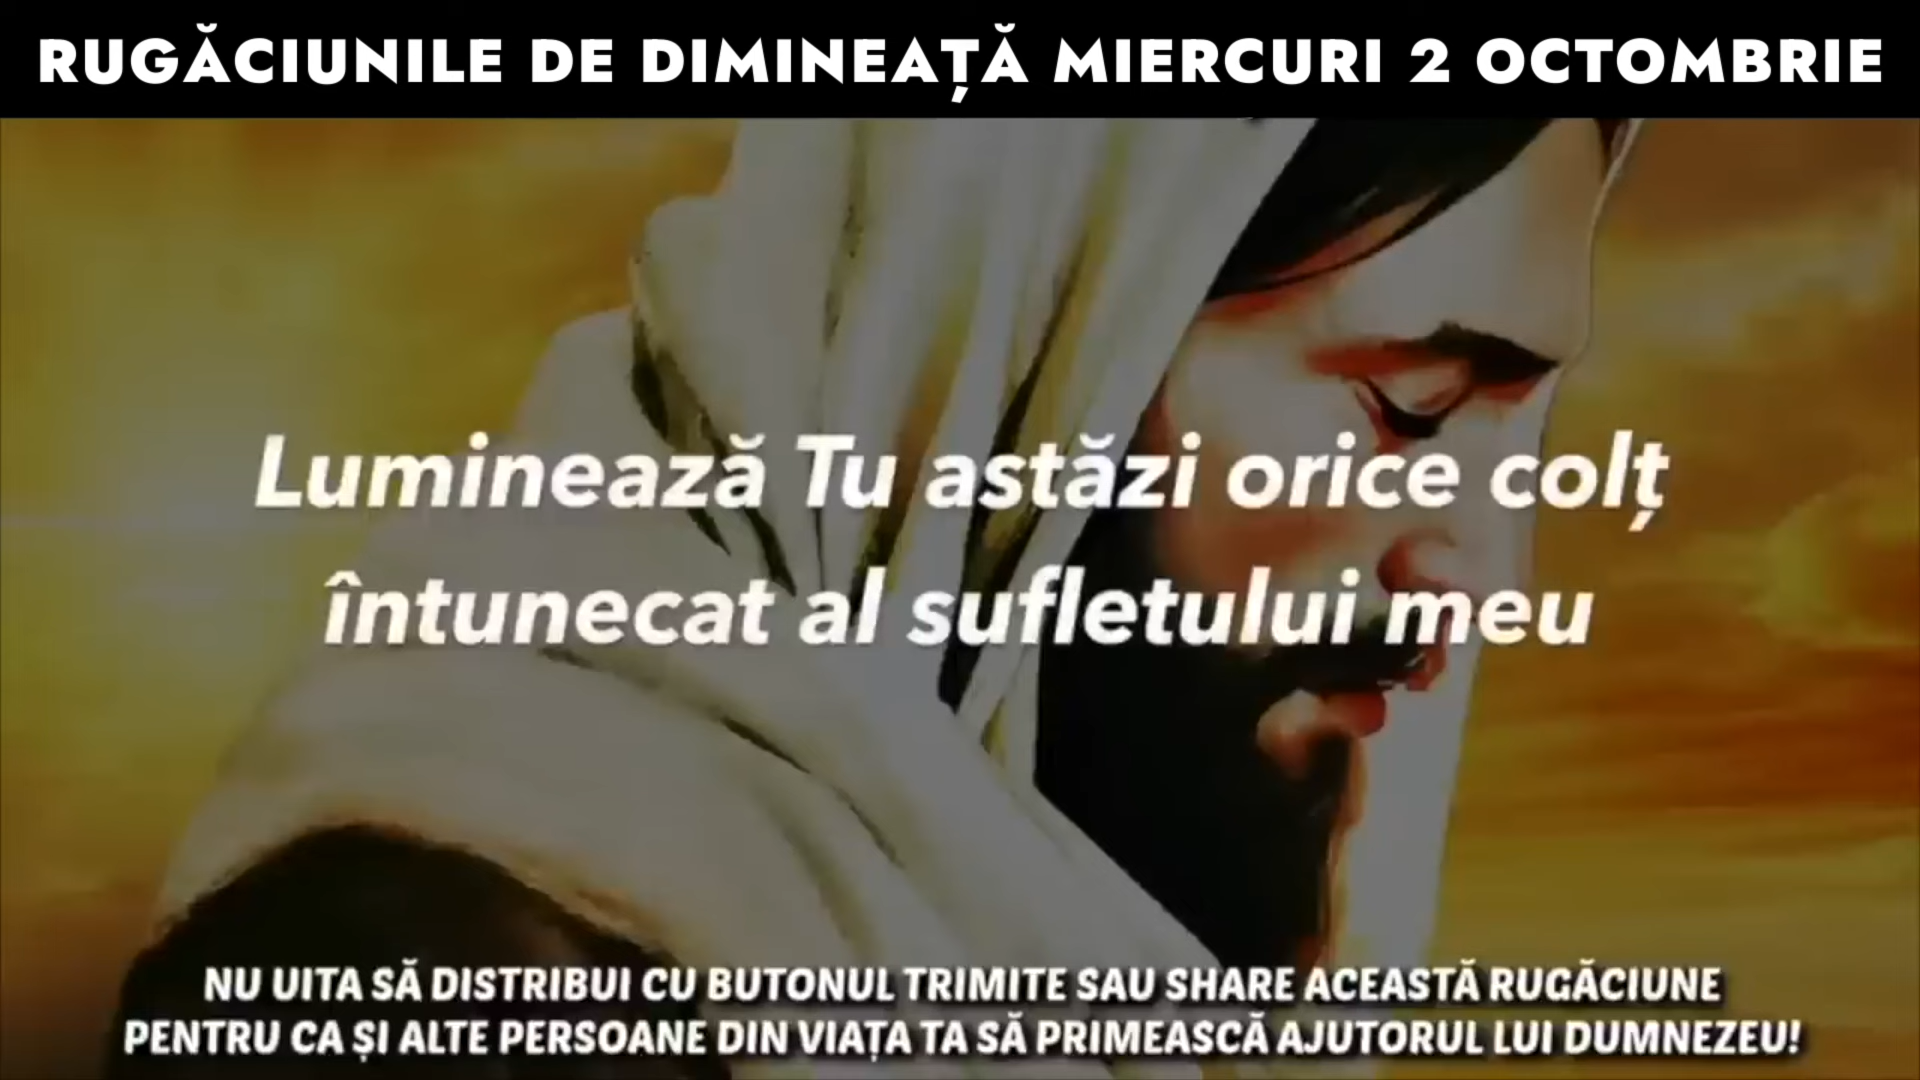 RUGĂCIUNILE DE DIMINEAȚĂ MIERCURI 2 OCTOMBRIE
Luminează Tu astăzi orice colț
întunecat al sufletului meu
NU UITA SĂ DISTRIBUI CU BUTONUL TRIMITE SAU SHARE ACEASTĂ RUGĂCIUNE
PENTRU CA ȘI ALTE PERSOANE DIN VIAȚA TA SĂ PRIMEASCĂ AJUTORUL LUI DUMNEZEU!